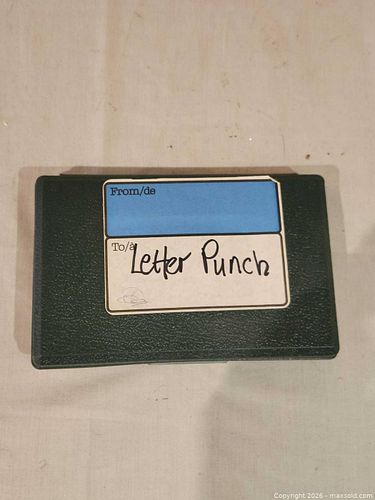 From/de
To/à
Letter Punch
Copyright 2026 - maxsold.com